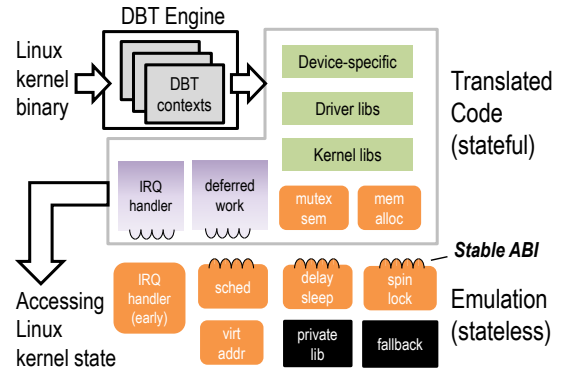 DBT Engine
Linux
kernel
binary
DBT
contexts
Device-specific
Driver libs
Kernel libs
Translated
Code
(stateful)
IRQ
handler
deferred
work
mutex
sem
mem
alloc
Stable ABI
Accessing
Linux
kernel state
IRQ
handler
(early)
sched
delay
sleep
spin
lock
Emulation
(stateless)
virt
addr
private
lib
fallback